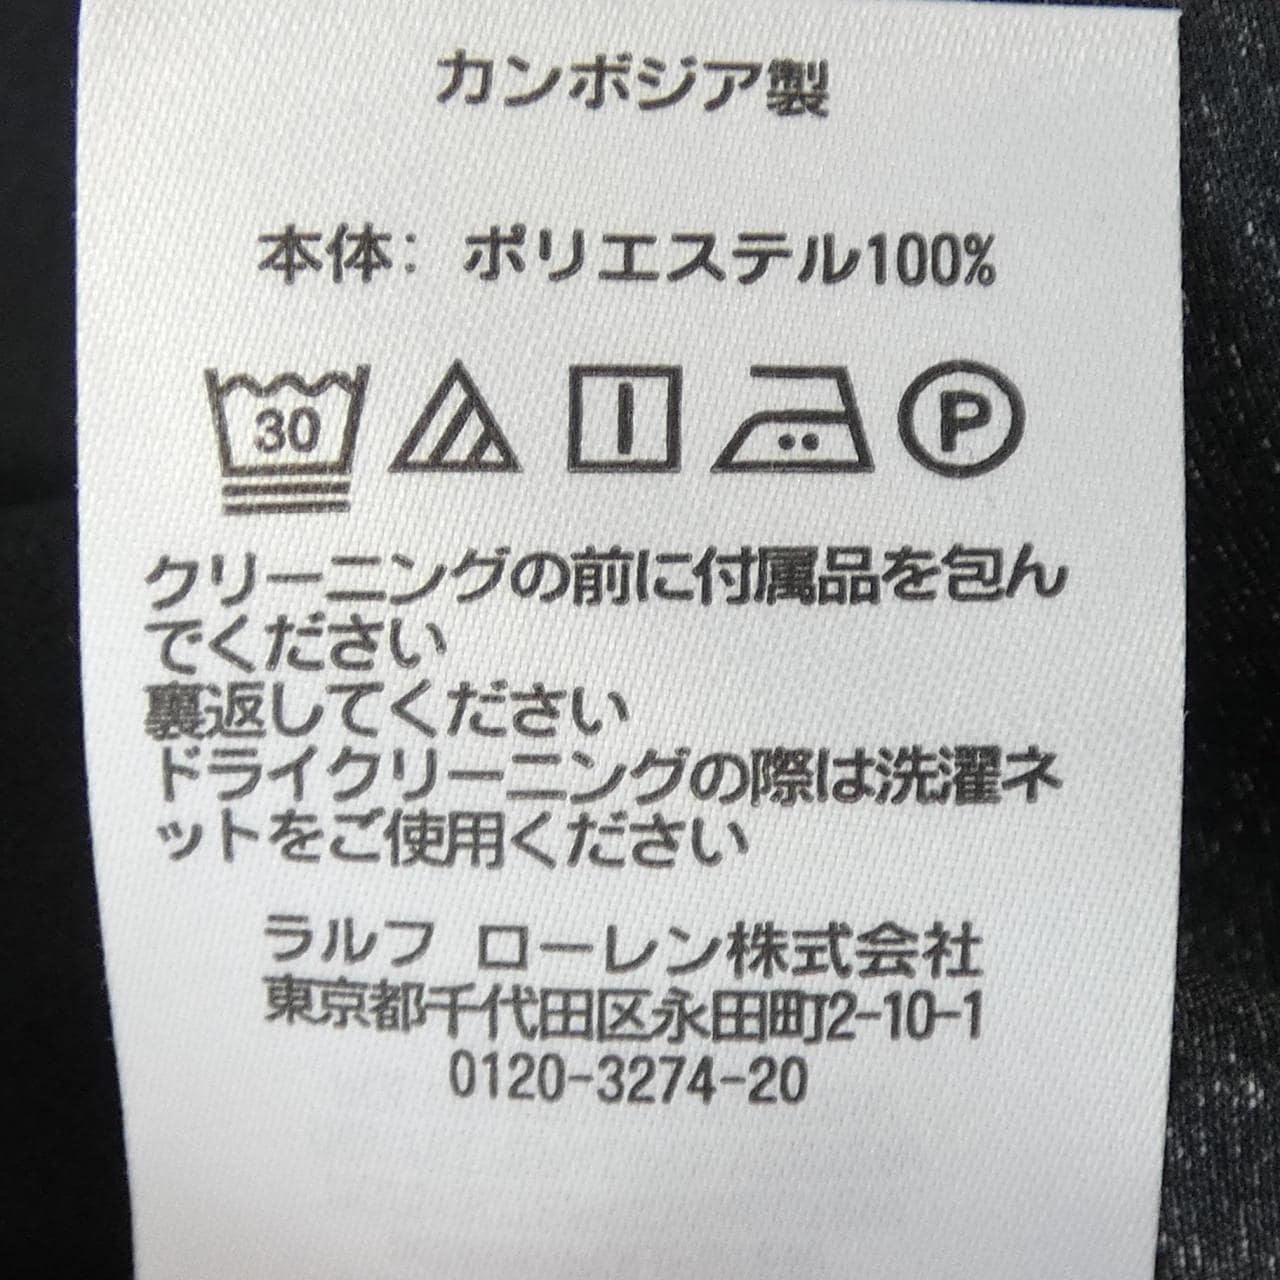 カンボジア製
本体: ポリエステル100%
30
P
クリーニングの前に付属品を包ん
でください
裏返してください
ドライクリーニングの際は洗濯ネ
ットをご使用ください
ラルフ ローレン株式会社
東京都千代田区永田町2-10-1
0120-3274-20